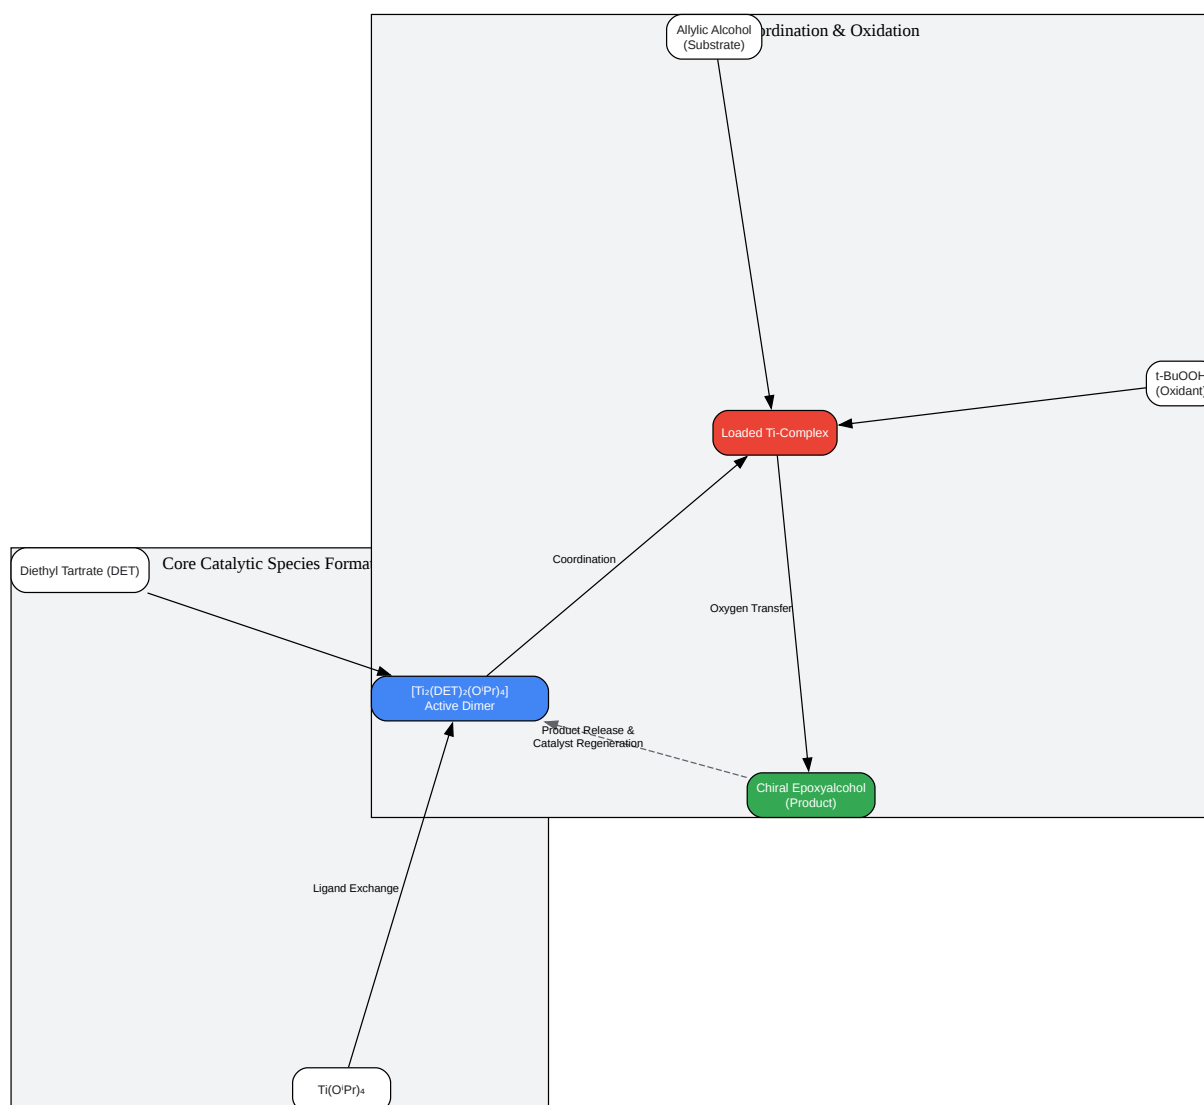 Allylic Alcohol
(Substrate)
ordination & Oxidation
t-BuOOH
(Oxidant)
Loaded Ti-Complex
Coordination
Diethyl Tartrate (DET)
Core Catalytic Species Format
Oxygen Transfer
[Ti₂(DET)₂(OⁱPr)₄]
Active Dimer
Product Release &
Catalyst Regeneration
Chiral Epoxyalcohol
(Product)
Ligand Exchange
Ti(OⁱPr)₄